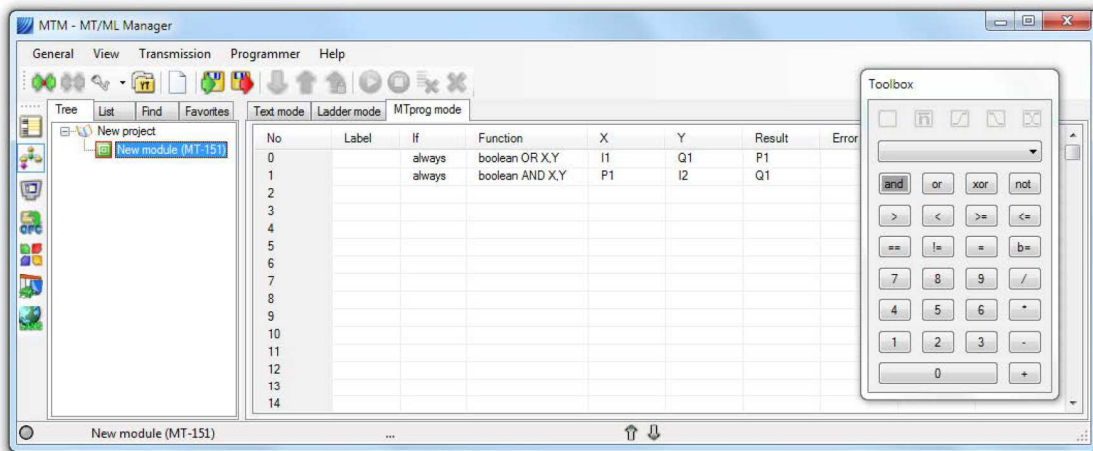 MTM - MT/ML Manager
General View Transmission Programmer Help
Tree List Find Favorites
Text mode Ladder mode MTprog mode
New project
New module (MT-151)
No Label If Function X Y Result Error
0 always boolean OR X,Y I1 Q1 P1
1 always boolean AND X,Y P1 I2 Q1
2
3
4
5
6
7
8
9
10
11
12
13
14
Toolbox
and or xor not
> < >= <=
== != = b=
7 8 9 /
4 5 6 *
1 2 3 -
0 +
New module (MT-151) ...